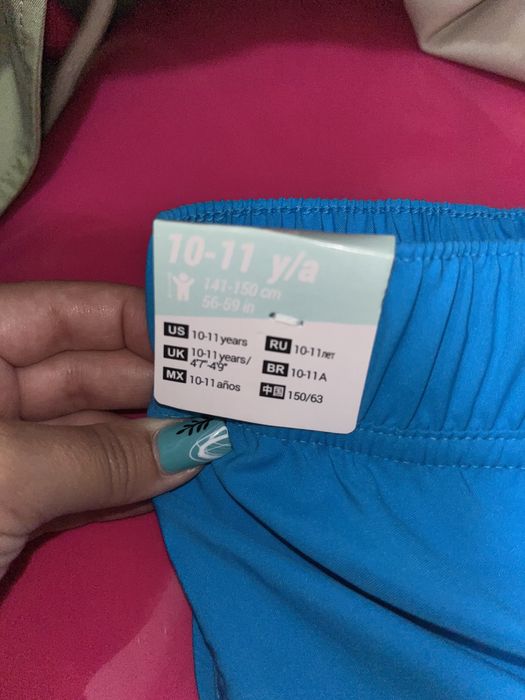 10-11 y/a
141-150 cm
56-59 in
US 10-11 years
UK 10-11 years/
4'7"-4'9"
MX 10-11 años
RU 10-11лет
BR 10-11 A
中国 150/63